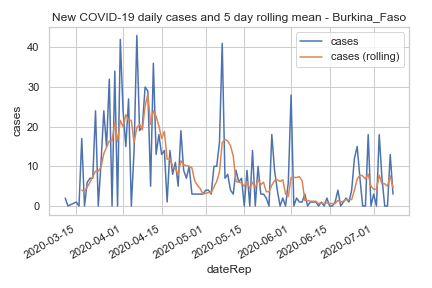 New COVID-19 daily cases and 5 day rolling mean - Burkina_Faso
cases
cases (rolling)
40
30
20
10
0
cases
2020-03-15
2020-04-01
2020-04-15
2020-05-01
2020-05-15
2020-06-01
2020-06-15
2020-07-01
dateRep